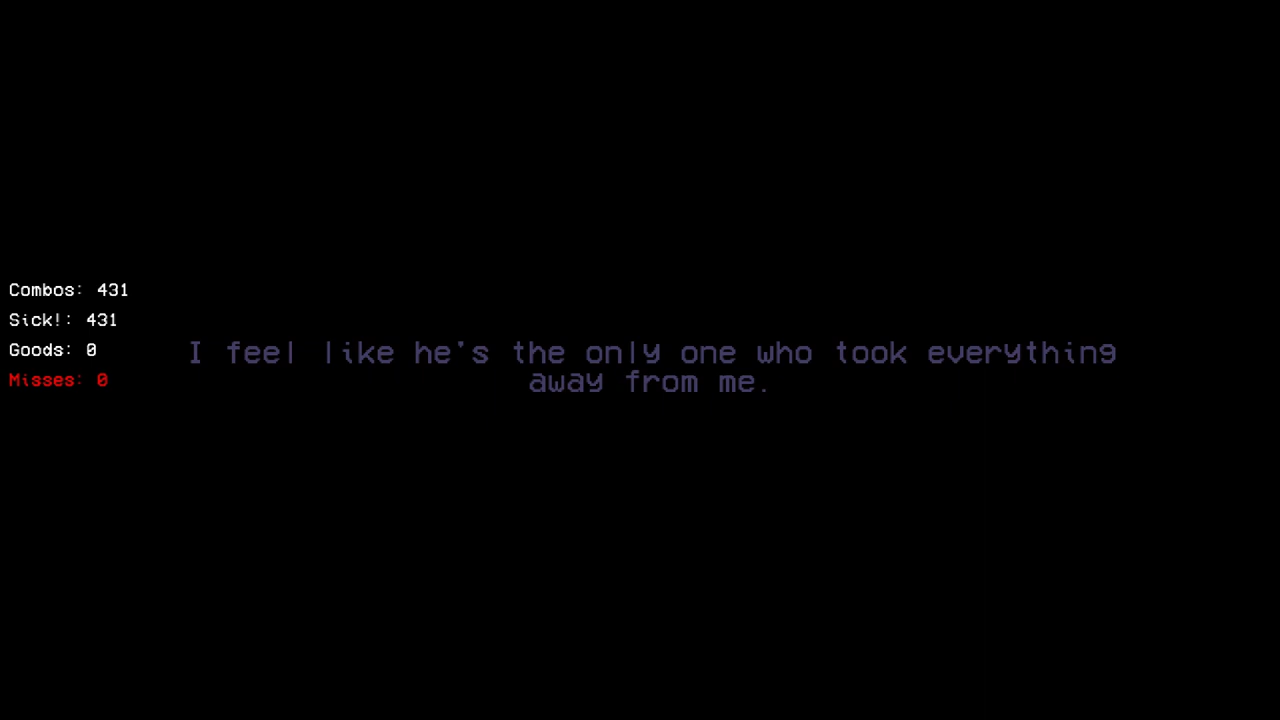 Combos: 431
Sick!: 431
Goods: 0
Misses: 0
I feel like he's the only one who took everything
away from me.